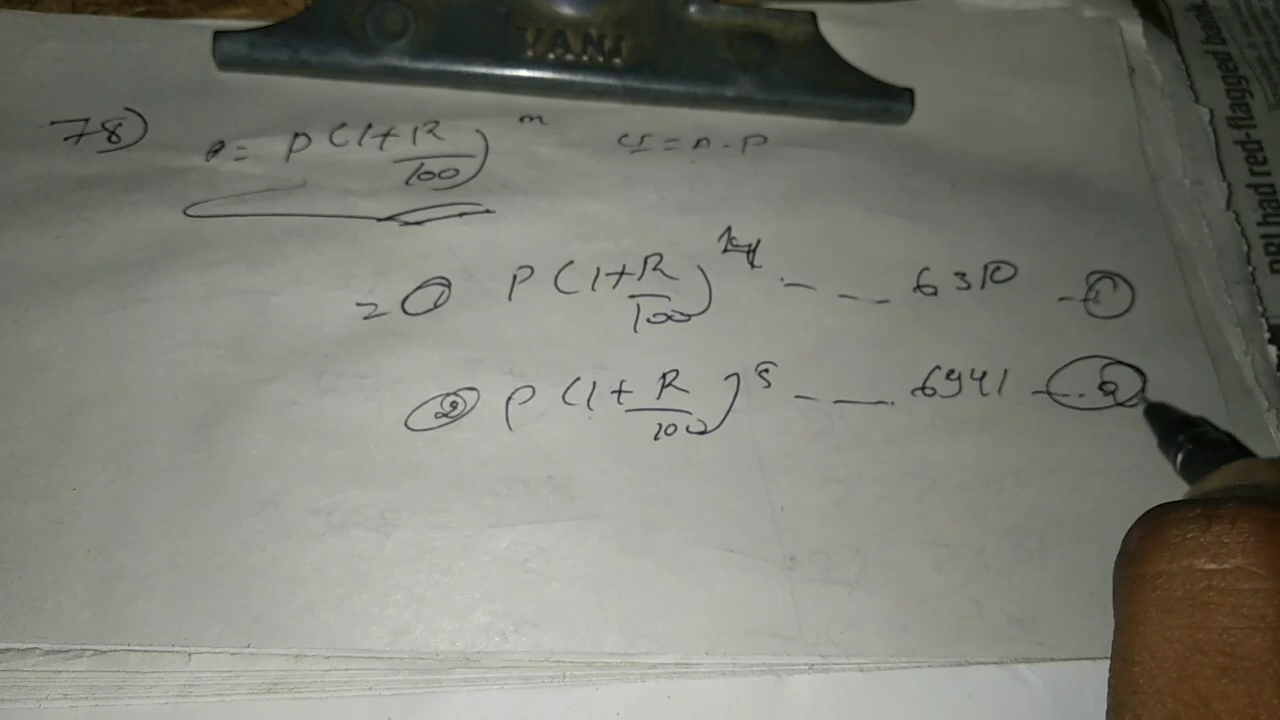 VANI
78) A = P(1+R/100)^n CI = A-P
= ① P(1+R/100)^4 - - - 6310 - ①
② P(1+R/100)^5 - - - 6941 - ②
DBI had red-flagged bank